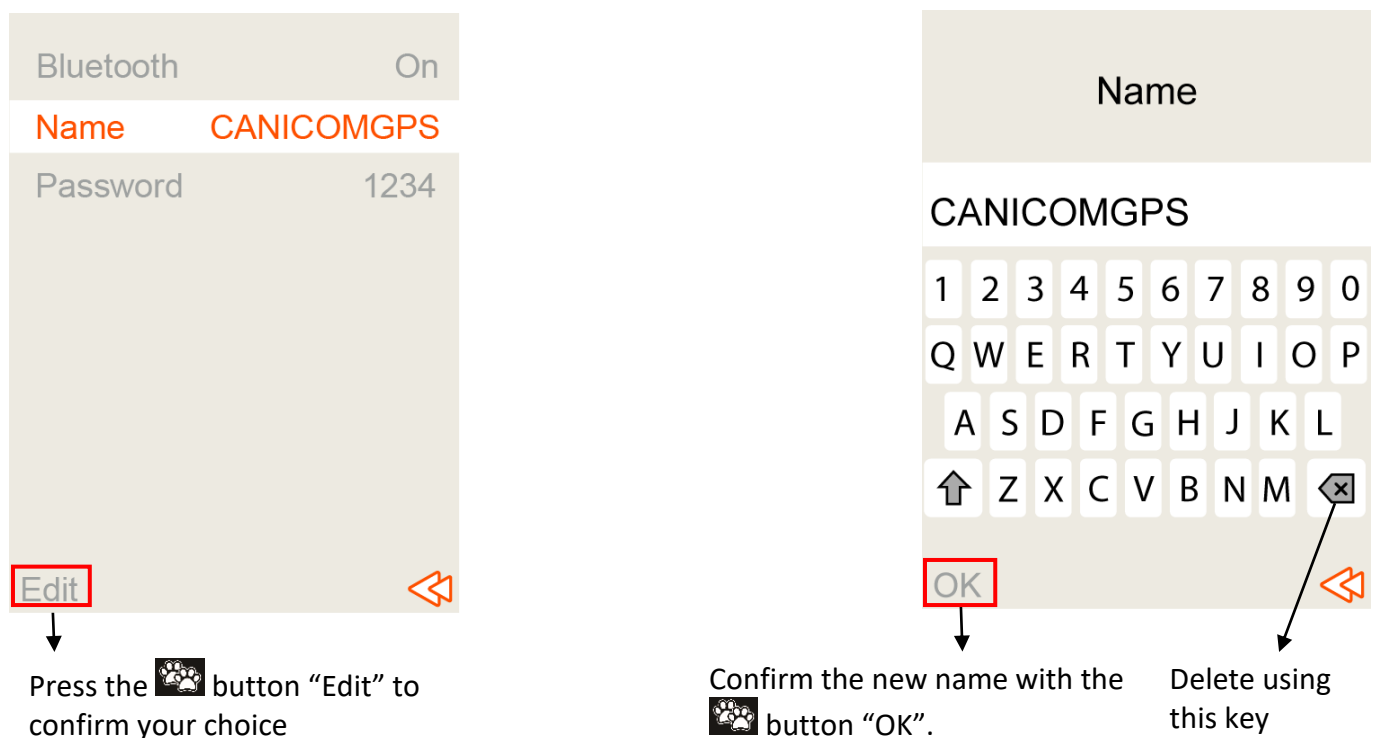 Bluetooth On
Name CANICOMGPS
Password 1234
Edit
Press the button “Edit” to
confirm your choice
Name
CANICOMGPS
1 2 3 4 5 6 7 8 9 0
Q W E R T Y U I O P
A S D F G H J K L
Z X C V B N M
OK
Confirm the new name with the
button “OK”.
Delete using
this key